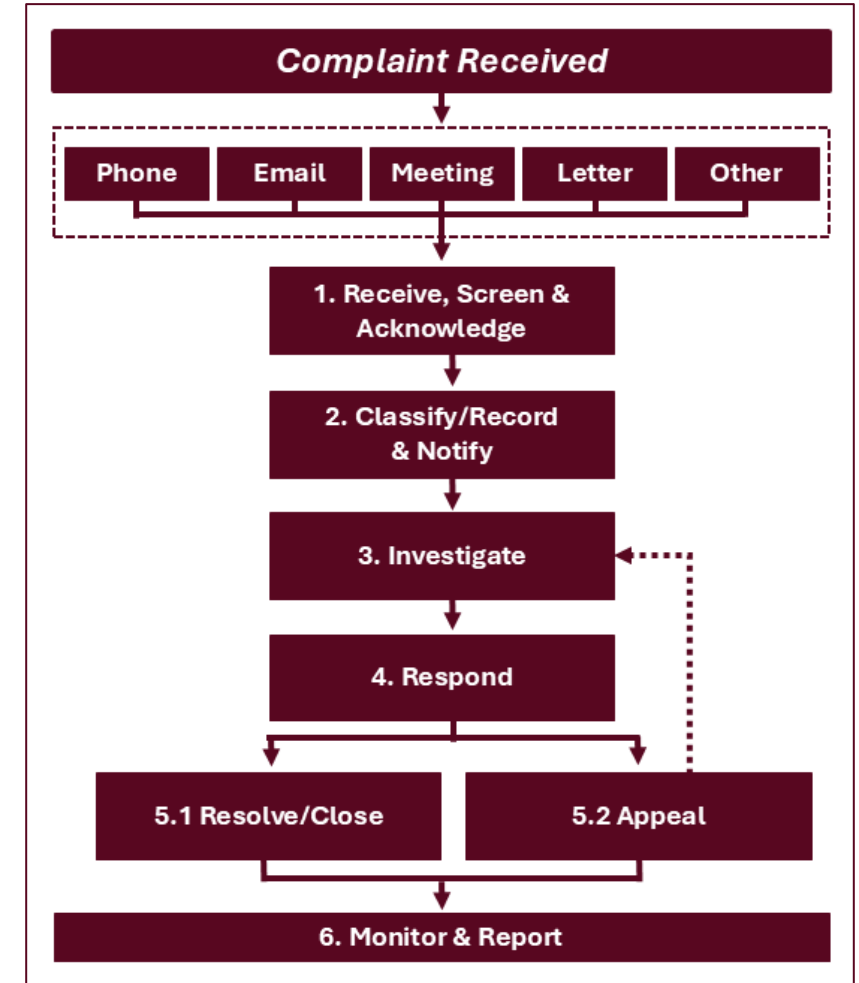 Complaint Received
Phone
Email
Meeting
Letter
Other
1. Receive, Screen &
Acknowledge
2. Classify/Record
& Notify
3. Investigate
4. Respond
5.1 Resolve/Close
5.2 Appeal
6. Monitor & Report